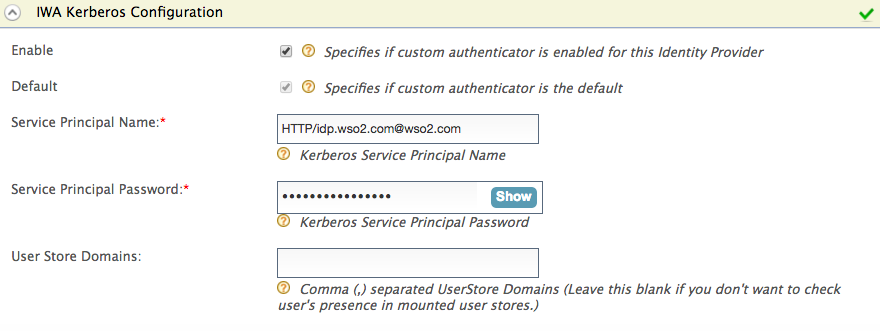 IWA Kerberos Configuration
Enable
Specifies if custom authenticator is enabled for this Identity Provider
Default
Specifies if custom authenticator is the default
Service Principal Name:*
HTTP/idp.wso2.com@wso2.com
Kerberos Service Principal Name
Service Principal Password:*
••••••••••••••••
Show
Kerberos Service Principal Password
User Store Domains:
Comma (,) separated UserStore Domains (Leave this blank if you don't want to check
user's presence in mounted user stores.)